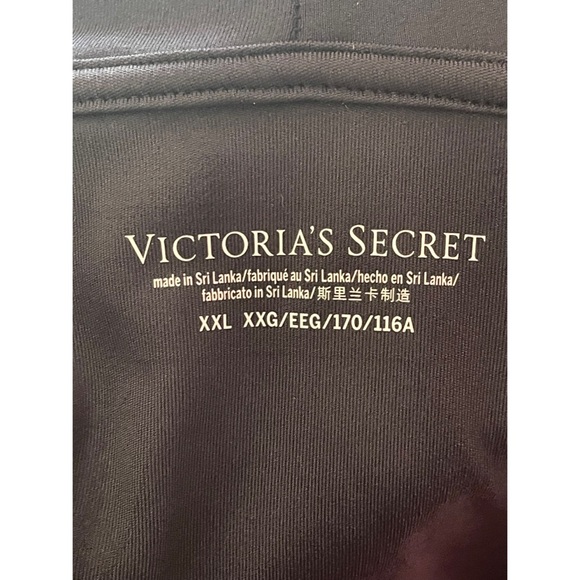 VICTORIA'S SECRET
made in Sri Lanka/fabriqué au Sri Lanka/hecho en Sri Lanka/
fabbricato in Sri Lanka/斯里兰卡制造
XXL XXG/EEG/170/116A